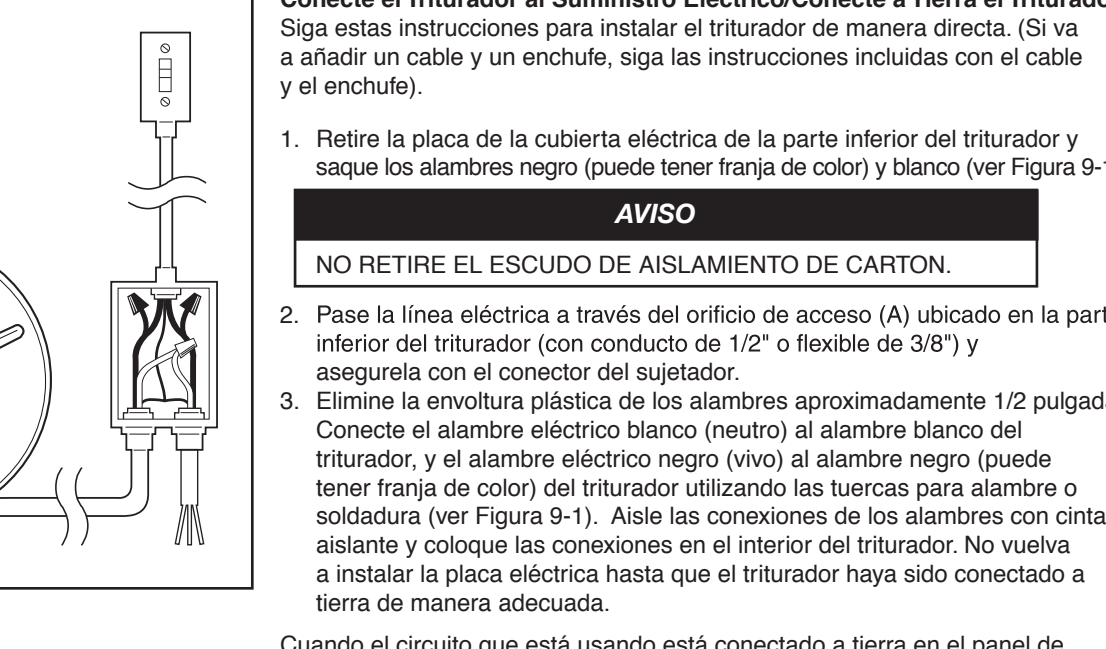 Conecte el Triturador al Suministro Eléctrico/Conecte a Tierra el Triturado
Siga estas instrucciones para instalar el triturador de manera directa. (Si va
a añadir un cable y un enchufe, siga las instrucciones incluidas con el cable
y el enchufe).
1. Retire la placa de la cubierta eléctrica de la parte inferior del triturador y
saque los alambres negro (puede tener franja de color) y blanco (ver Figura 9-1
AVISO
NO RETIRE EL ESCUDO DE AISLAMIENTO DE CARTON.
2. Pase la línea eléctrica a través del orificio de acceso (A) ubicado en la part
inferior del triturador (con conducto de 1/2" o flexible de 3/8") y
asegurela con el conector del sujetador.
3. Elimine la envoltura plástica de los alambres aproximadamente 1/2 pulgada
Conecte el alambre eléctrico blanco (neutro) al alambre blanco del
triturador, y el alambre eléctrico negro (vivo) al alambre negro (puede
tener franja de color) del triturador utilizando las tuercas para alambre o
soldadura (ver Figura 9-1). Aisle las conexiones de los alambres con cinta
aislante y coloque las conexiones en el interior del triturador. No vuelva
a instalar la placa eléctrica hasta que el triturador haya sido conectado a
tierra de manera adecuada.
Cuando el circuito que está usando está conectado a tierra en el panel de